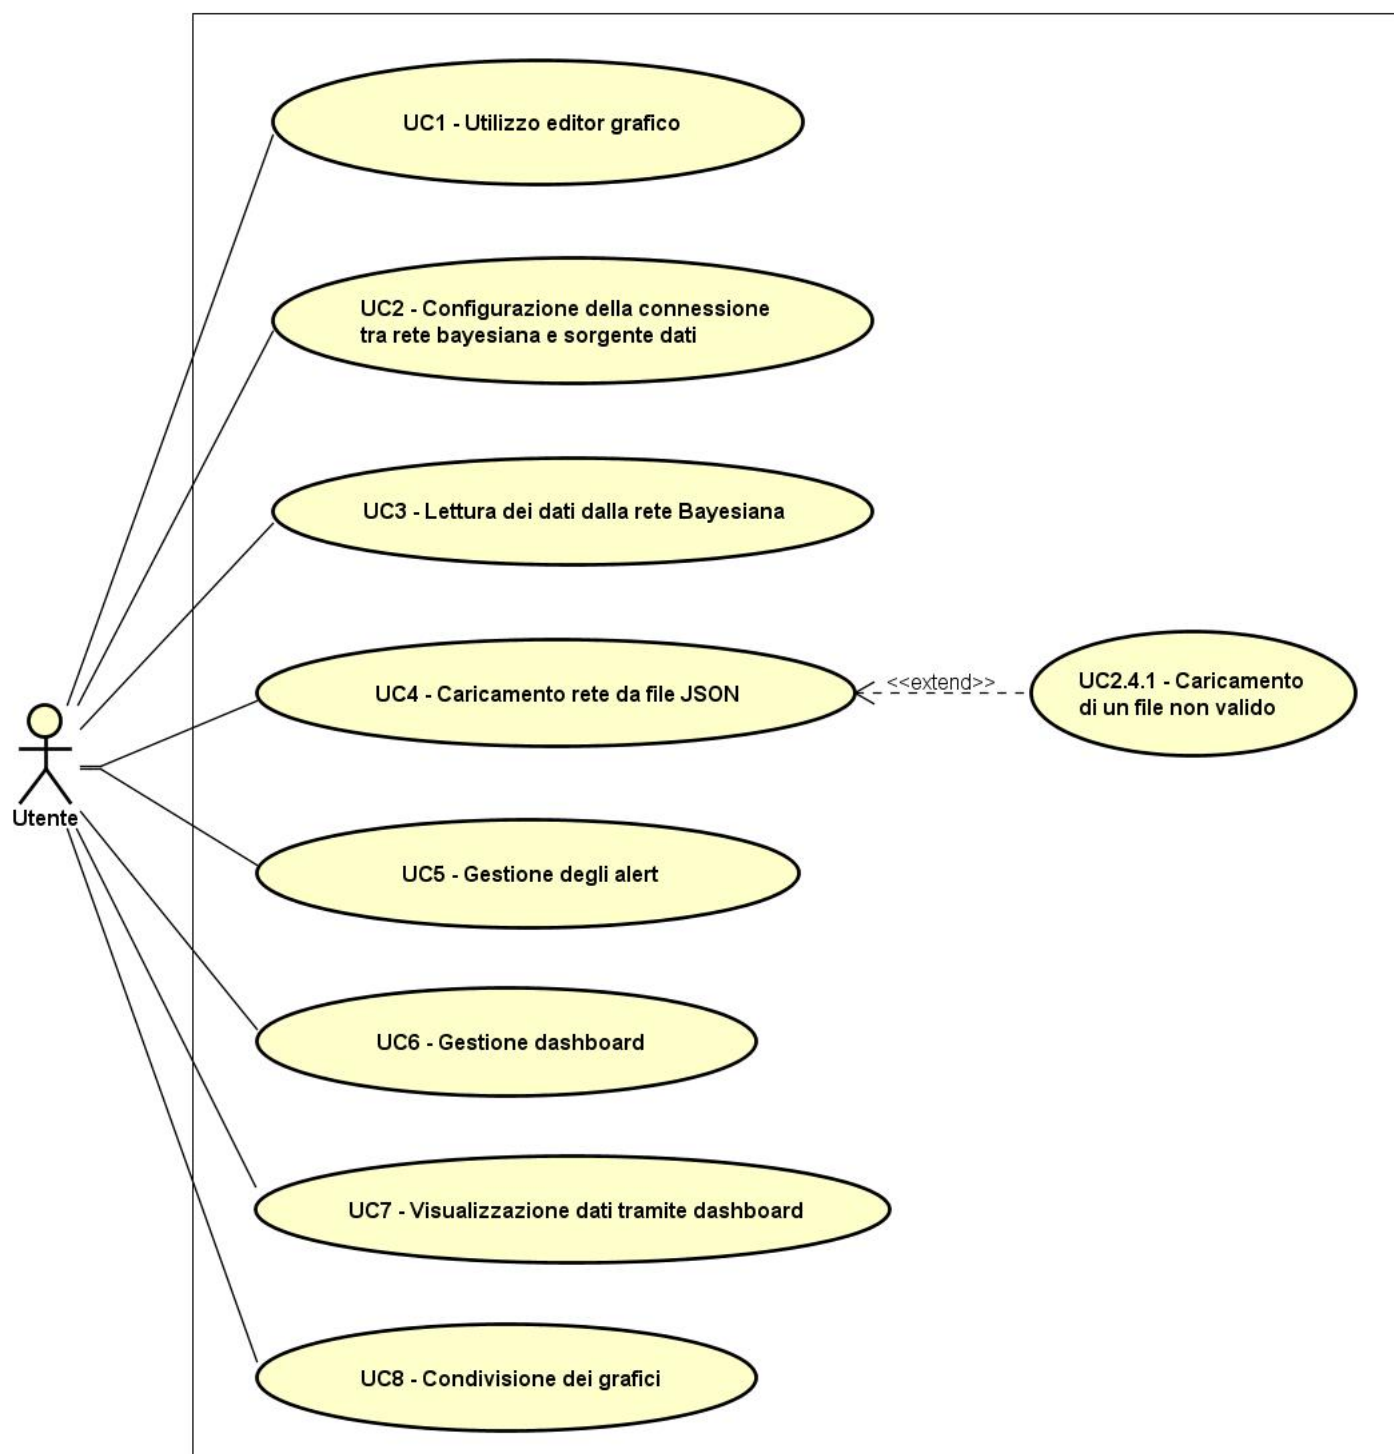 UC1 - Utilizzo editor grafico
UC2 - Configurazione della connessione
tra rete bayesiana e sorgente dati
UC3 - Lettura dei dati dalla rete Bayesiana
UC4 - Caricamento rete da file JSON
<<extend>>
UC2.4.1 - Caricamento
di un file non valido
Utente
UC5 - Gestione degli alert
UC6 - Gestione dashboard
UC7 - Visualizzazione dati tramite dashboard
UC8 - Condivisione dei grafici